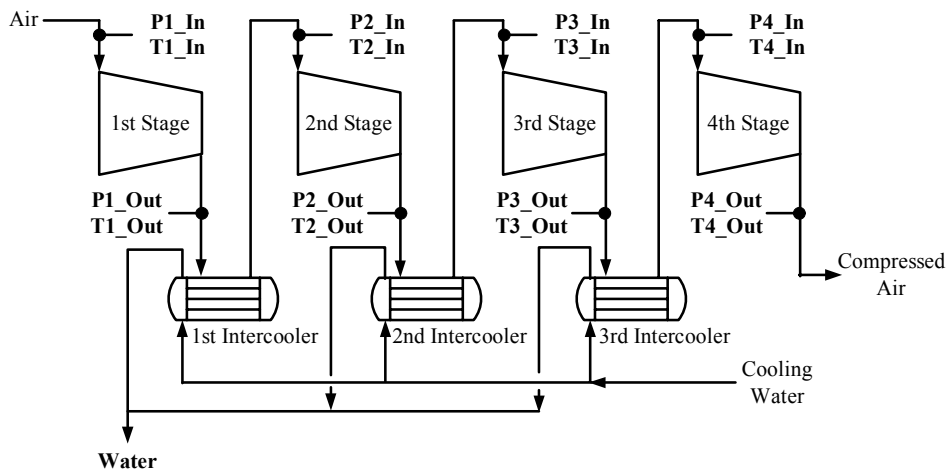 Air
P1_In
T1_In
P2_In
T2_In
P3_In
T3_In
P4_In
T4_In
1st Stage
2nd Stage
3rd Stage
4th Stage
P1_Out
T1_Out
P2_Out
T2_Out
P3_Out
T3_Out
P4_Out
T4_Out
Compressed
Air
1st Intercooler
2nd Intercooler
3rd Intercooler
Cooling
Water
Water